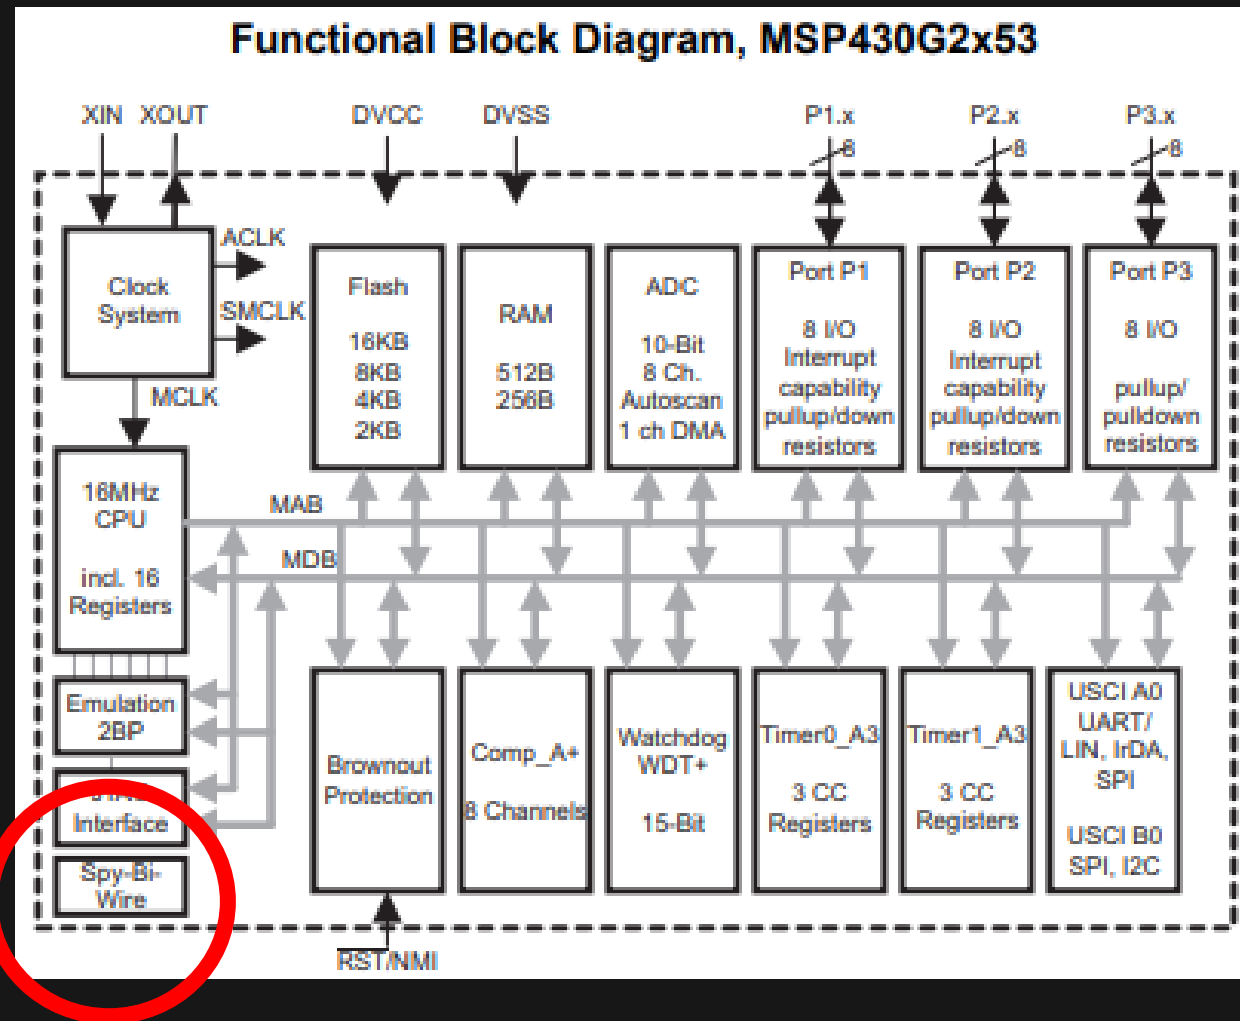 Functional Block Diagram, MSP430G2x53
XIN XOUT DVCC DVSS P1.x P2.x P3.x
8 8 8
ACLK
SMCLK
MCLK
Clock
System
Flash
16KB
8KB
4KB
2KB
RAM
512B
256B
ADC
10-Bit
8 Ch.
Autoscan
1 ch DMA
Port P1
8 I/O
Interrupt
capability
pullup/down
resistors
Port P2
8 I/O
Interrupt
capability
pullup/down
resistors
Port P3
8 I/O
pullup/
pulldown
resistors
16MHz
CPU
incl. 16
Registers
MAB
MDB
Emulation
2BP
Interface
Spy-Bi-
Wire
Brownout
Protection
Comp_A+
8 Channels
Watchdog
WDT+
15-Bit
Timer0_A3
3 CC
Registers
Timer1_A3
3 CC
Registers
USCI A0
UART/
LIN, IrDA,
SPI
USCI B0
SPI, I2C
RST/NMI